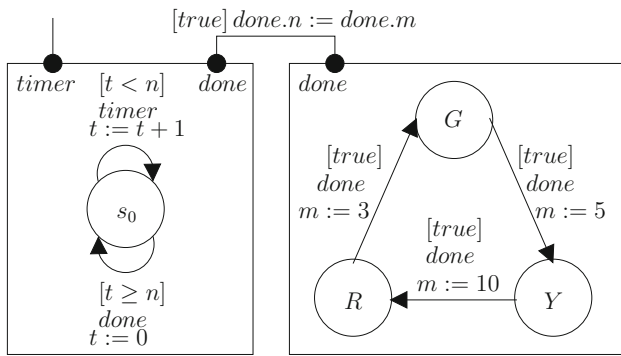 [true] done.n := done.m
timer
[t < n]
timer
t := t + 1
done
s₀
[t ≥ n]
done
t := 0
done
G
[true]
done
m := 3
[true]
done
m := 5
[true]
done
m := 10
R
Y